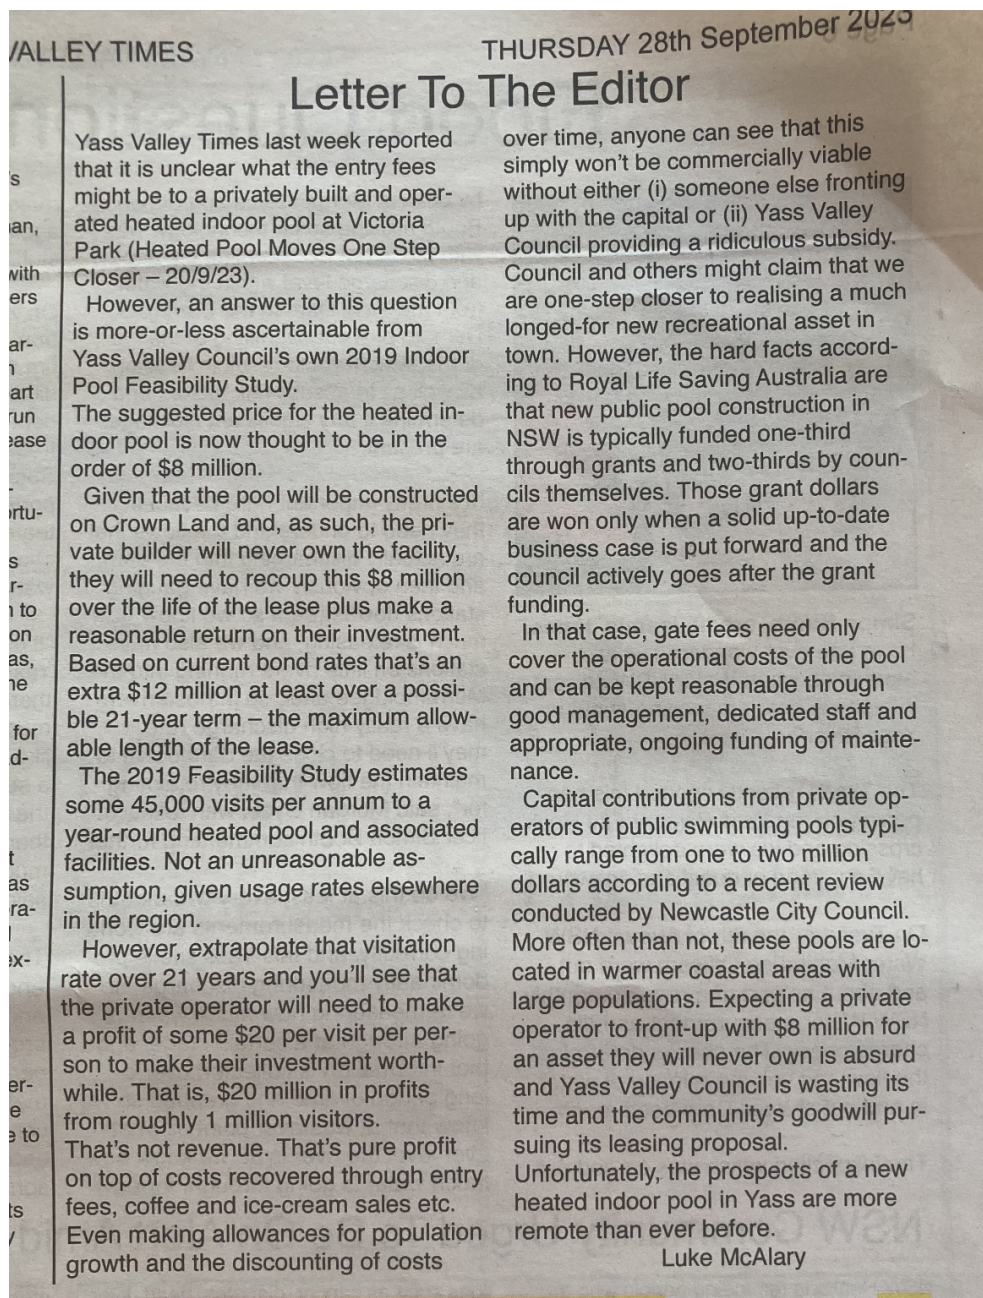 VALLEY TIMES
THURSDAY 28th September 2023
Letter To The Editor
Yass Valley Times last week reported
that it is unclear what the entry fees
might be to a privately built and oper-
ated heated indoor pool at Victoria
Park (Heated Pool Moves One Step
Closer – 20/9/23).
However, an answer to this question
is more-or-less ascertainable from
Yass Valley Council's own 2019 Indoor
Pool Feasibility Study.
The suggested price for the heated in-
door pool is now thought to be in the
order of $8 million.
Given that the pool will be constructed
on Crown Land and, as such, the pri-
vate builder will never own the facility,
they will need to recoup this $8 million
over the life of the lease plus make a
reasonable return on their investment.
Based on current bond rates that's an
extra $12 million at least over a possi-
ble 21-year term – the maximum allow-
able length of the lease.
The 2019 Feasibility Study estimates
some 45,000 visits per annum to a
year-round heated pool and associated
facilities. Not an unreasonable as-
sumption, given usage rates elsewhere
in the region.
However, extrapolate that visitation
rate over 21 years and you'll see that
the private operator will need to make
a profit of some $20 per visit per per-
son to make their investment worth-
while. That is, $20 million in profits
from roughly 1 million visitors.
That's not revenue. That's pure profit
on top of costs recovered through entry
fees, coffee and ice-cream sales etc.
Even making allowances for population
growth and the discounting of costs
over time, anyone can see that this
simply won't be commercially viable
without either (i) someone else fronting
up with the capital or (ii) Yass Valley
Council providing a ridiculous subsidy.
Council and others might claim that we
are one-step closer to realising a much
longed-for new recreational asset in
town. However, the hard facts accord-
ing to Royal Life Saving Australia are
that new public pool construction in
NSW is typically funded one-third
through grants and two-thirds by coun-
cils themselves. Those grant dollars
are won only when a solid up-to-date
business case is put forward and the
council actively goes after the grant
funding.
In that case, gate fees need only
cover the operational costs of the pool
and can be kept reasonable through
good management, dedicated staff and
appropriate, ongoing funding of mainte-
nance.
Capital contributions from private op-
erators of public swimming pools typi-
cally range from one to two million
dollars according to a recent review
conducted by Newcastle City Council.
More often than not, these pools are lo-
cated in warmer coastal areas with
large populations. Expecting a private
operator to front-up with $8 million for
an asset they will never own is absurd
and Yass Valley Council is wasting its
time and the community's goodwill pur-
suing its leasing proposal.
Unfortunately, the prospects of a new
heated indoor pool in Yass are more
remote than ever before.
Luke McAlary